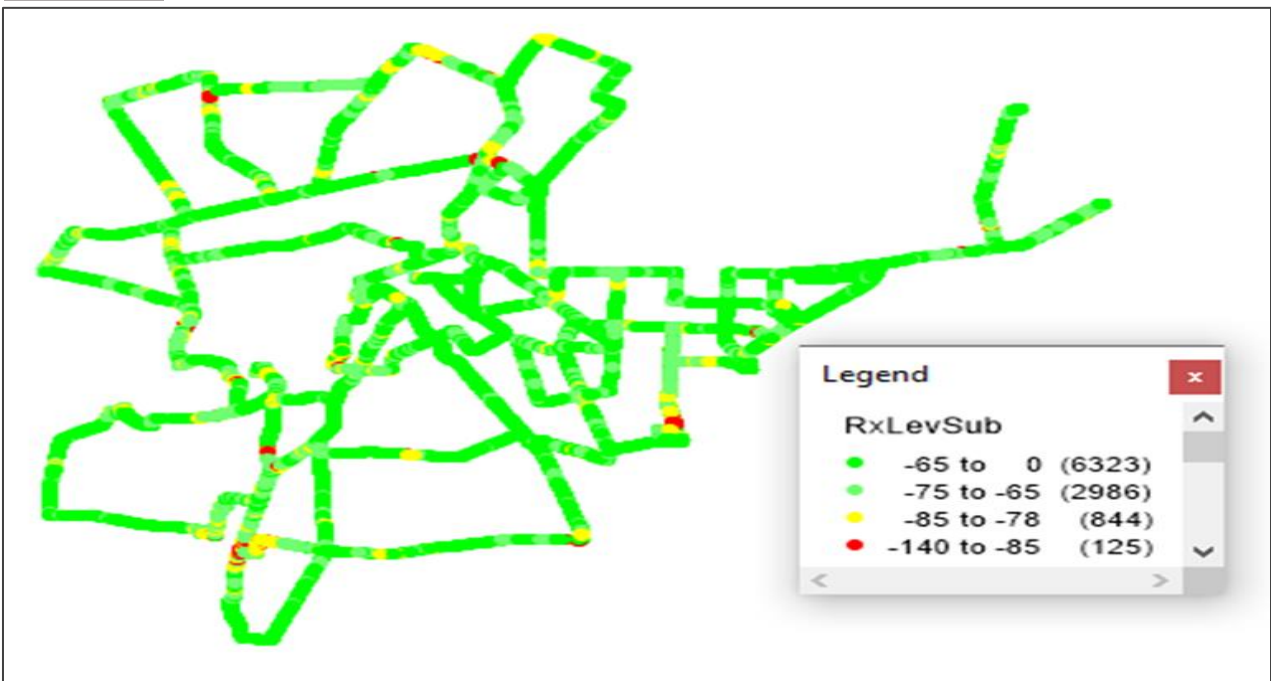 Legend
RxLevSub
-65 to 0 (6323)
-75 to -65 (2986)
-85 to -78 (844)
-140 to -85 (125)